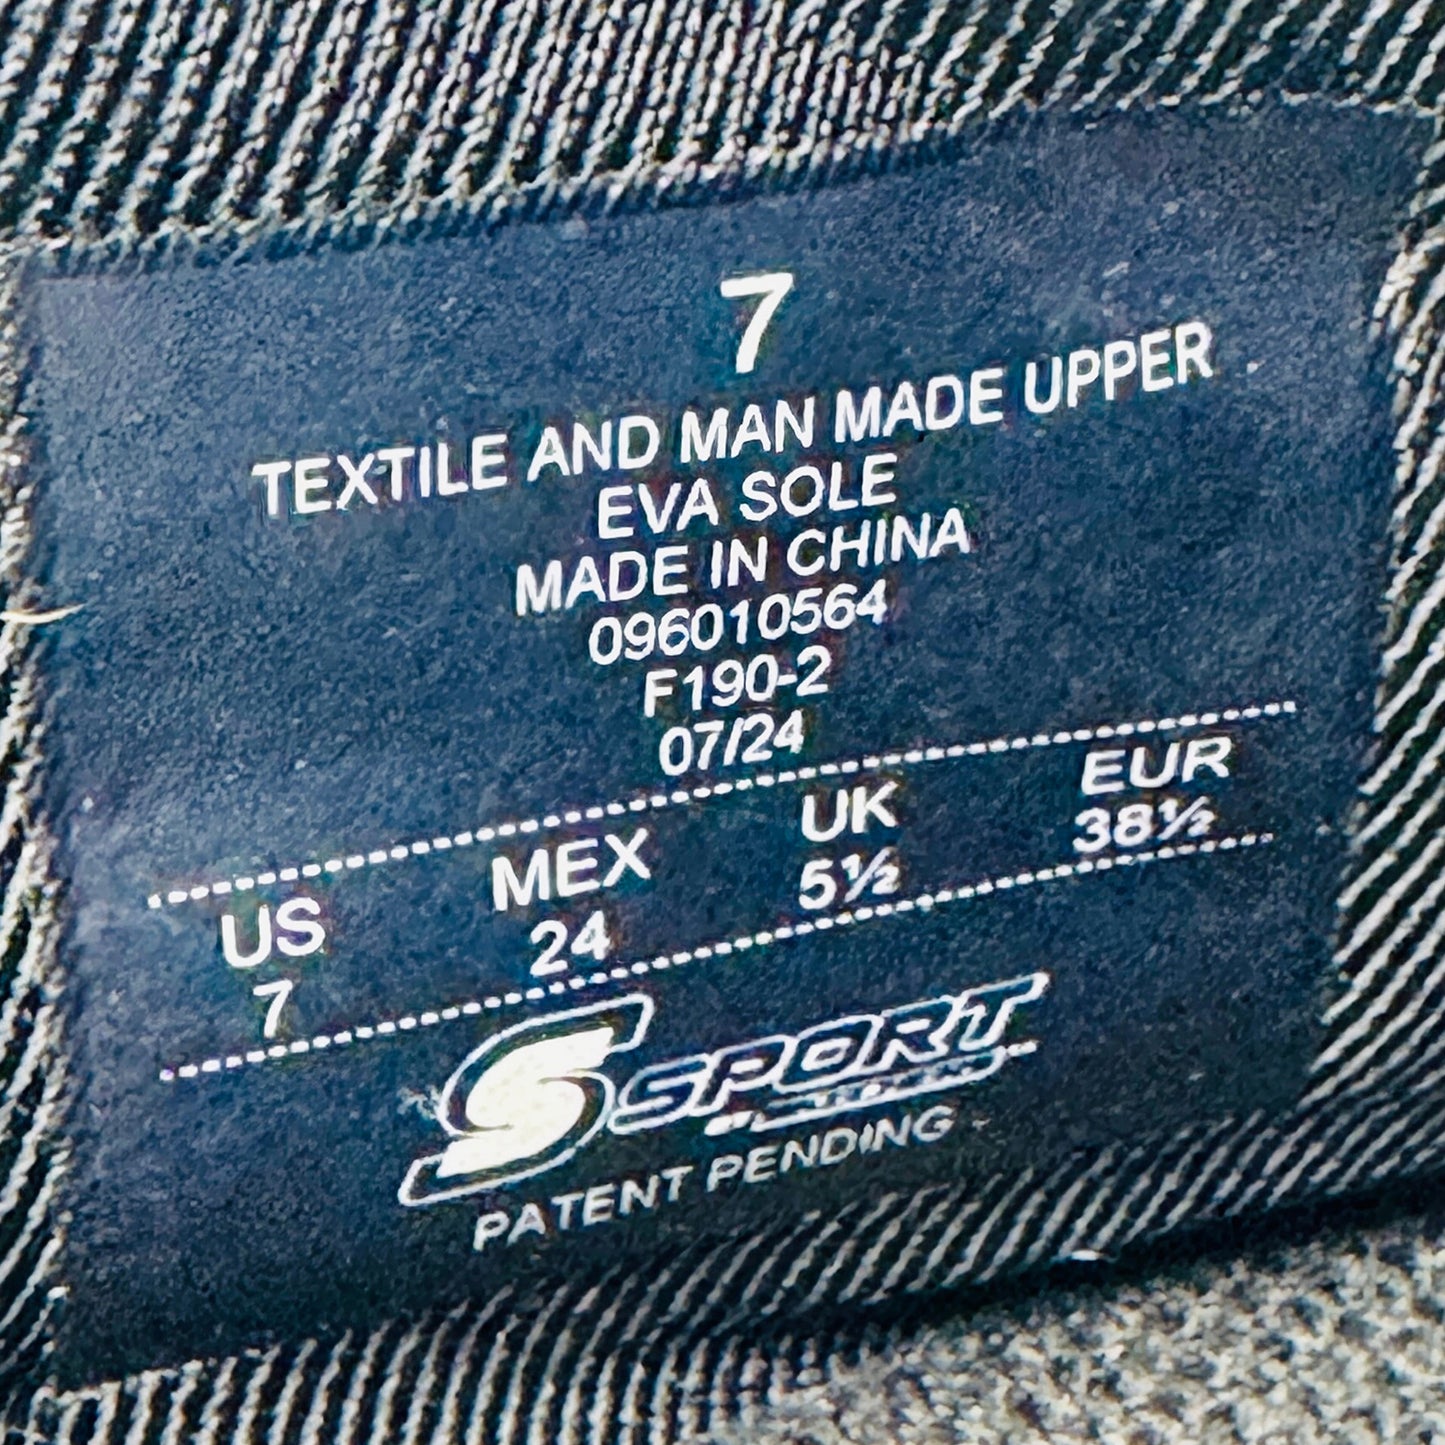 7
TEXTILE AND MAN MADE UPPER
EVA SOLE
MADE IN CHINA
096010564
F190-2
07/24
US MEX UK EUR
7 24 5½ 38½
S SPORT
PATENT PENDING